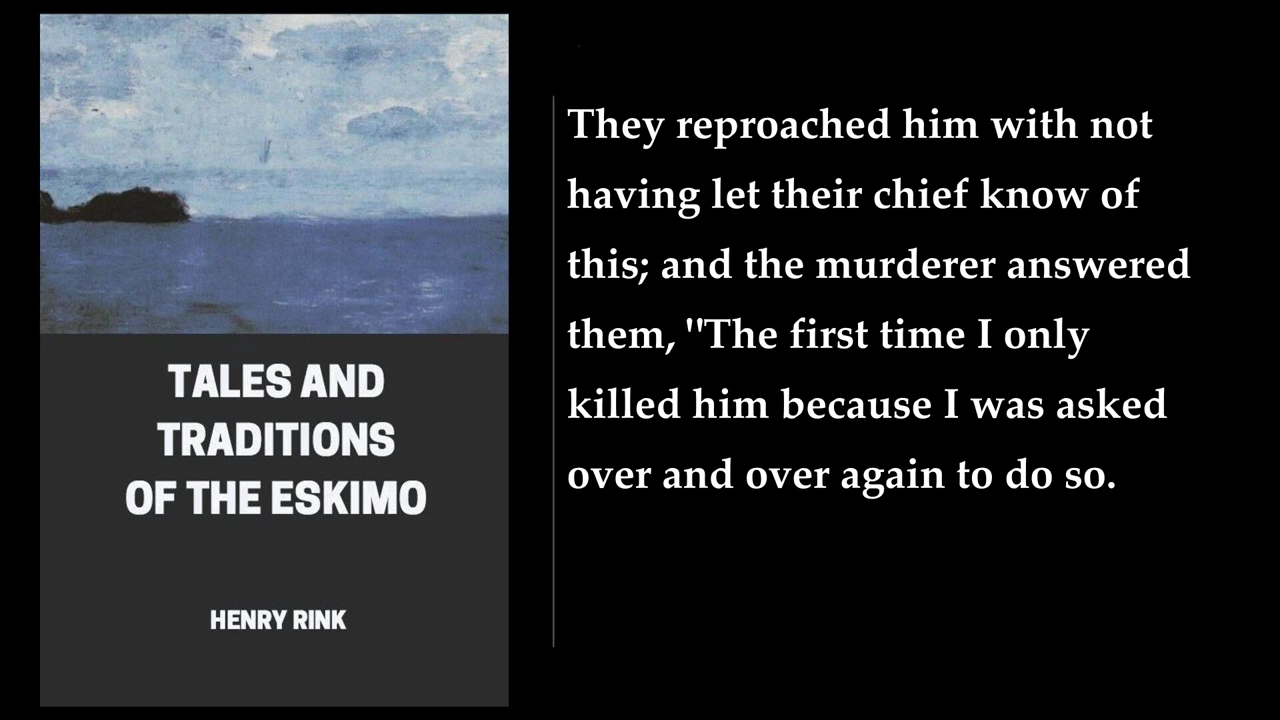 TALES AND
TRADITIONS
OF THE ESKIMO
HENRY RINK
They reproached him with not
having let their chief know of
this; and the murderer answered
them, "The first time I only
killed him because I was asked
over and over again to do so.